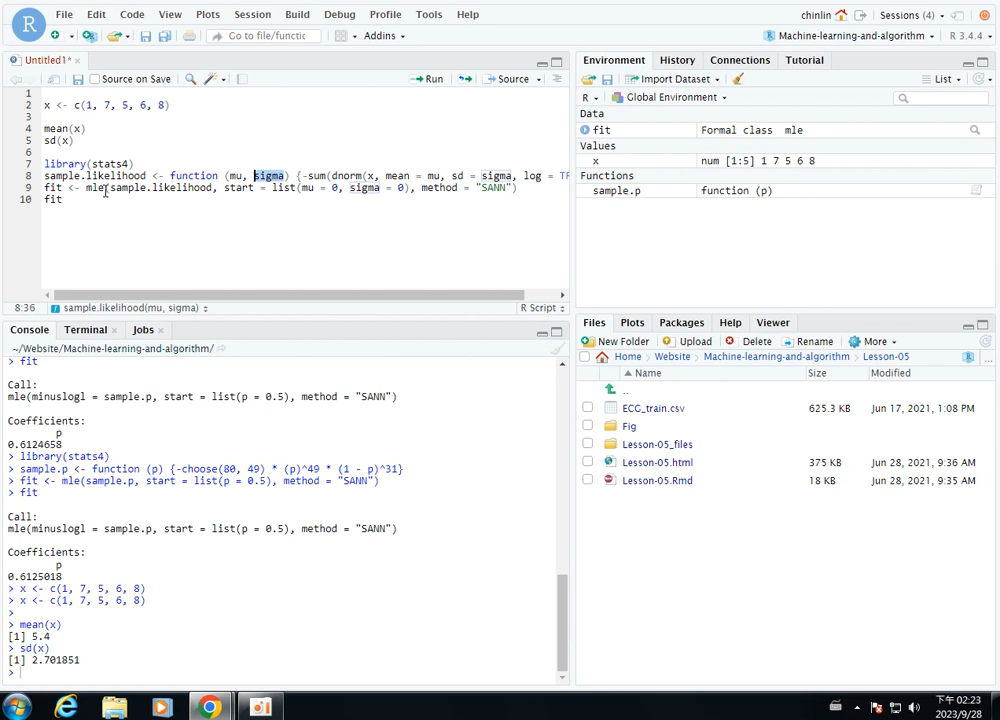 File Edit Code View Plots Session Build Debug Profile Tools Help
chinlin Sessions (4)
Go to file/functic Addins
Machine-learning-and-algorithm R 3.4.4
Untitled1*
Source on Save Run Source
1
2 x <- c(1, 7, 5, 6, 8)
3
4 mean(x)
5 sd(x)
6
7 library(stats4)
8 sample.likelihood <- function (mu, sigma) {-sum(dnorm(x, mean = mu, sd = sigma, log = TR
9 fit <- mle(sample.likelihood, start = list(mu = 0, sigma = 0), method = "SANN")
10 fit
8:36 sample.likelihood(mu, sigma) R Script
Console Terminal Jobs
~/Website/Machine-learning-and-algorithm/
> fit
Call:
mle(minuslogl = sample.p, start = list(p = 0.5), method = "SANN")
Coefficients:
p
0.6124658
> library(stats4)
> sample.p <- function (p) {-choose(80, 49) * (p)^49 * (1 - p)^31}
> fit <- mle(sample.p, start = list(p = 0.5), method = "SANN")
> fit
Call:
mle(minuslogl = sample.p, start = list(p = 0.5), method = "SANN")
Coefficients:
p
0.6125018
> x <- c(1, 7, 5, 6, 8)
> x <- c(1, 7, 5, 6, 8)
>
> mean(x)
[1] 5.4
> sd(x)
[1] 2.701851
>
Environment History Connections Tutorial
Import Dataset List
R Global Environment
Data
fit Formal class mle
Values
x num [1:5] 1 7 5 6 8
Functions
sample.p function (p)
Files Plots Packages Help Viewer
New Folder Upload Delete Rename More
Home Website Machine-learning-and-algorithm Lesson-05
Name Size Modified
..
ECG_train.csv 625.3 KB Jun 17, 2021, 1:08 PM
Fig
Lesson-05_files
Lesson-05.html 375 KB Jun 28, 2021, 9:36 AM
Lesson-05.Rmd 18 KB Jun 28, 2021, 9:35 AM
下午 02:23
2023/9/28